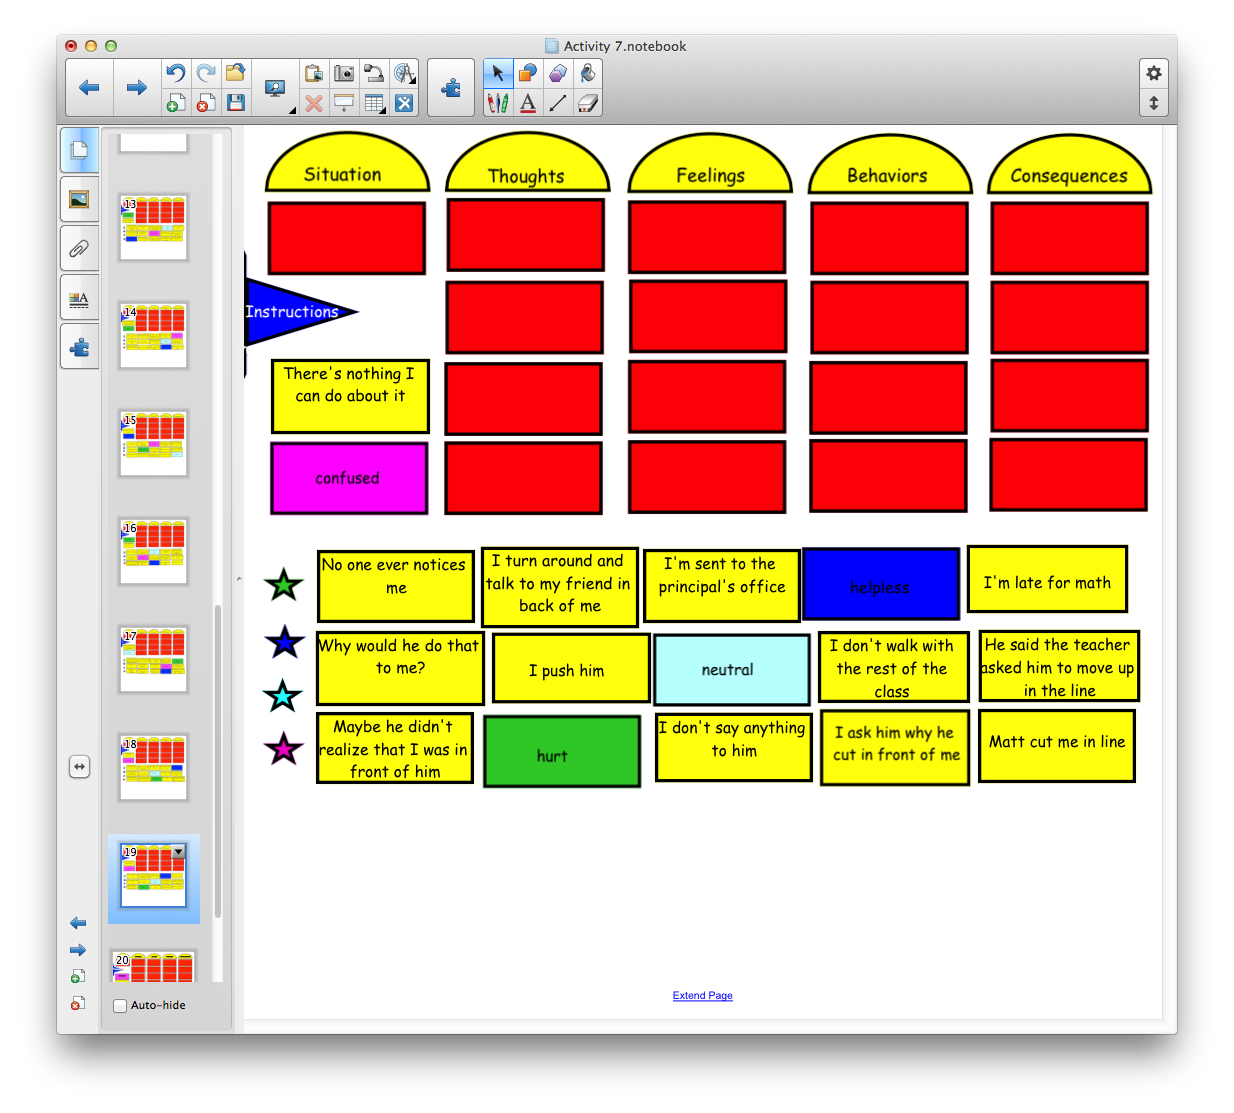 Activity 7.notebook
Situation
Thoughts
Feelings
Behaviors
Consequences
Instructions
There's nothing I
can do about it
confused
No one ever notices
me
I turn around and
talk to my friend in
back of me
I'm sent to the
principal's office
helpless
I'm late for math
Why would he do that
to me?
I push him
neutral
I don't walk with
the rest of the
class
He said the teacher
asked him to move up
in the line
Maybe he didn't
realize that I was in
front of him
hurt
I don't say anything
to him
I ask him why he
cut in front of me
Matt cut me in line
13
14
15
16
17
18
19
20
Auto-hide
Extend Page